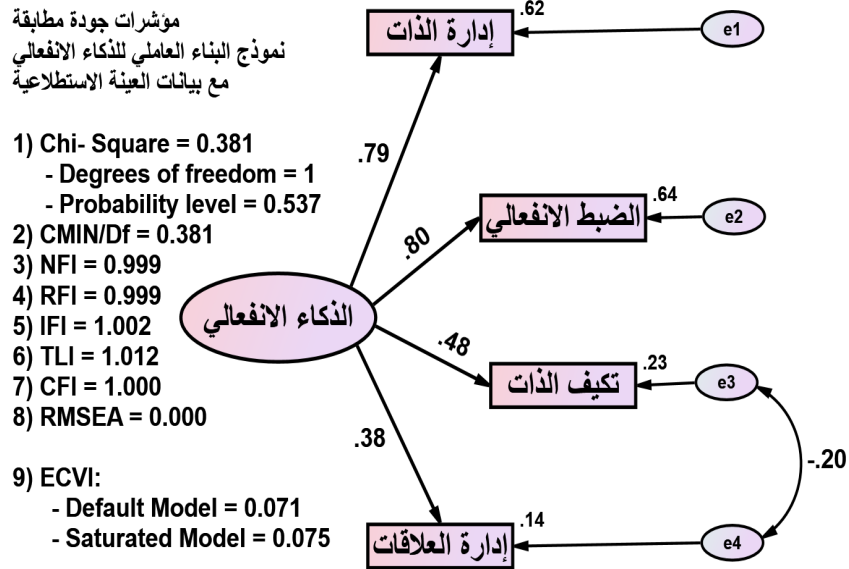 مؤشرات جودة مطابقة
نموذج البناء العاملي للذكاء الانفعالي
مع بيانات العينة الاستطلاعية
1) Chi- Square = 0.381
- Degrees of freedom = 1
- Probability level = 0.537
2) CMIN/Df = 0.381
3) NFI = 0.999
4) RFI = 0.999
5) IFI = 1.002
6) TLI = 1.012
7) CFI = 1.000
8) RMSEA = 0.000
9) ECVI:
- Default Model = 0.071
- Saturated Model = 0.075
الذكاء الانفعالي
.79
.80
.48
.38
إدارة الذات
.62
e1
الضبط الانفعالي
.64
e2
تكيف الذات
.23
e3
إدارة العلاقات
.14
e4
-.20